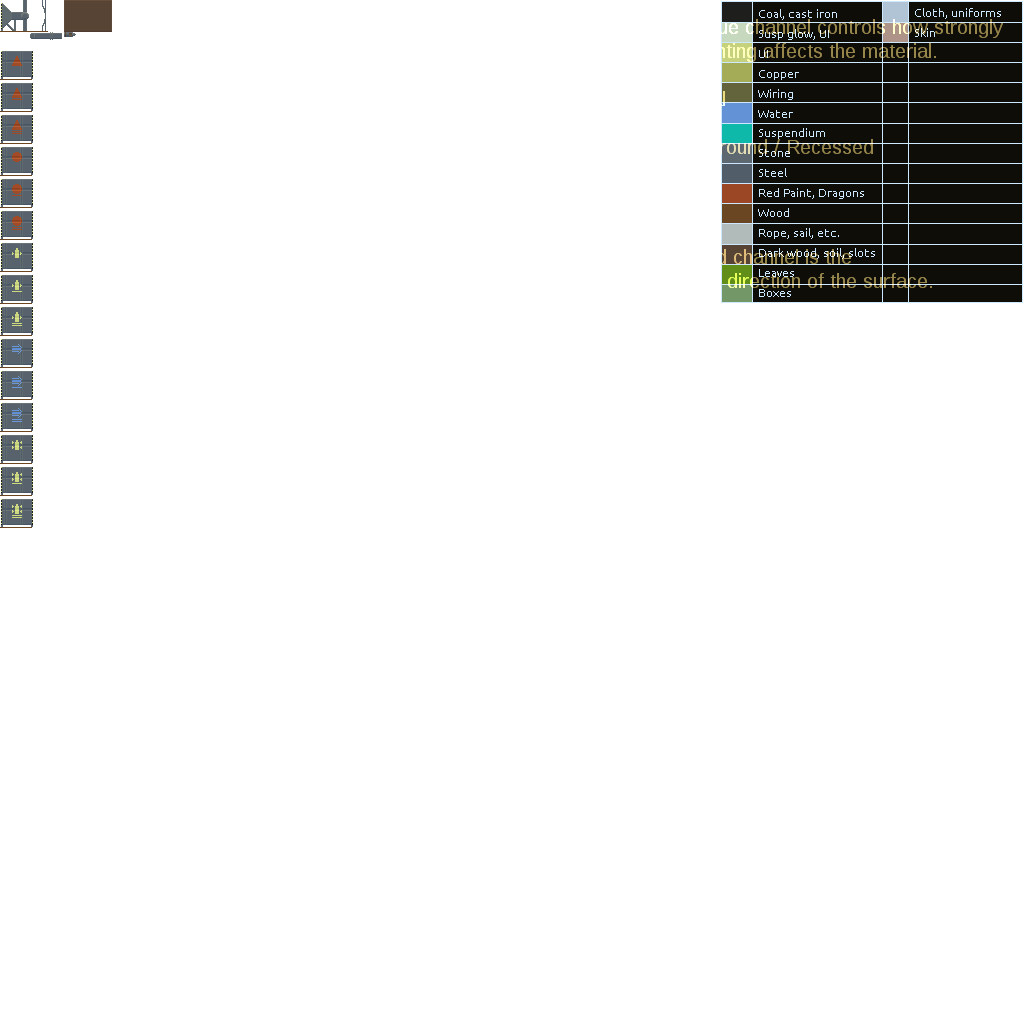 Coal, cast iron
Cloth, uniforms
ue channel controls how strongly
Susp glow, UI
Skin
hting affects the material.
UI
Copper
Wiring
Water
Suspendium
ound / Recessed
Stone
Steel
Red Paint, Dragons
Wood
Rope, sail, etc.
Dark wood, soil, slots
d channel is the
Leaves
direction of the surface.
Boxes